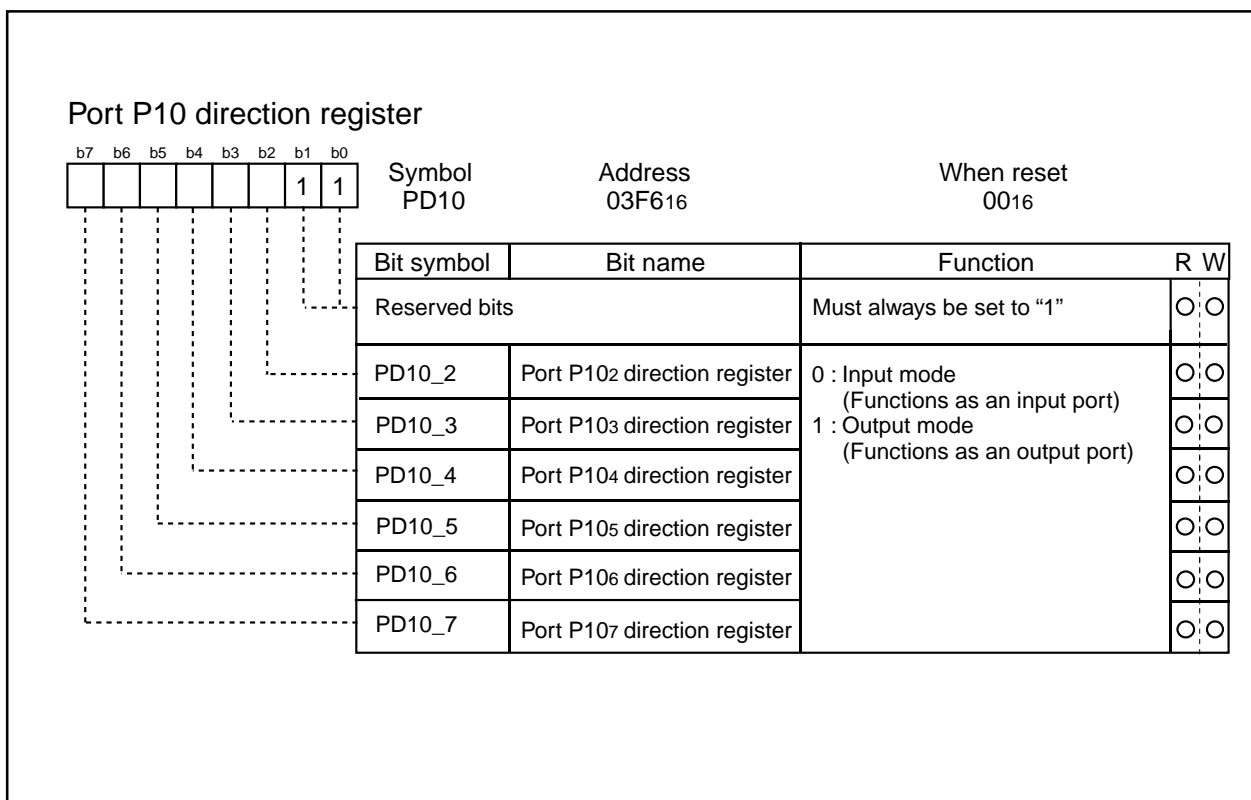 Port P10 direction register
b7 b6 b5 b4 b3 b2 b1 b0
1 1
Symbol Address When reset
PD10 03F616 0016
Bit symbol Bit name Function R W
Reserved bits Must always be set to “1”
PD10_2 Port P102 direction register 0 : Input mode
(Functions as an input port)
PD10_3 Port P103 direction register 1 : Output mode
(Functions as an output port)
PD10_4 Port P104 direction register
PD10_5 Port P105 direction register
PD10_6 Port P106 direction register
PD10_7 Port P107 direction register